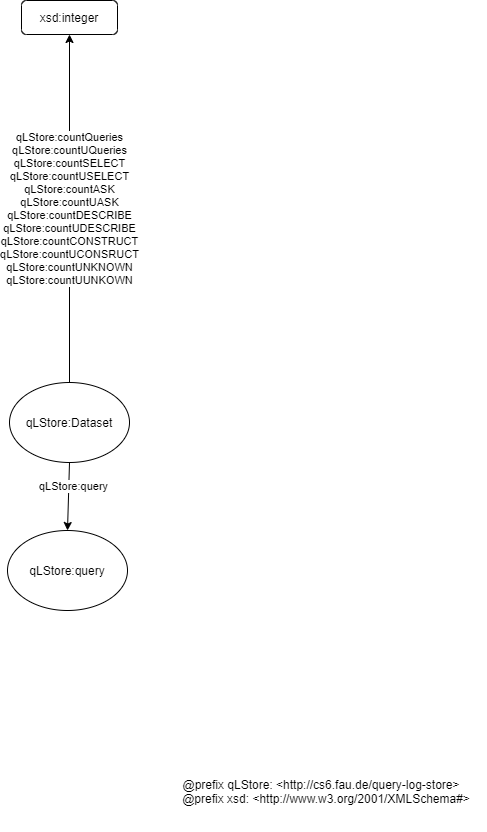 xsd:integer
qLStore:countQueries
qLStore:countUQueries
qLStore:countSELECT
qLStore:countUSELECT
qLStore:countASK
qLStore:countUASK
qLStore:countDESCRIBE
qLStore:countUDESCRIBE
qLStore:countCONSTRUCT
qLStore:countUCONSRUCT
qLStore:countUNKNOWN
qLStore:countUUNKOWN
qLStore:Dataset
qLStore:query
qLStore:query
@prefix qLStore: <http://cs6.fau.de/query-log-store>
@prefix xsd: <http://www.w3.org/2001/XMLSchema#>